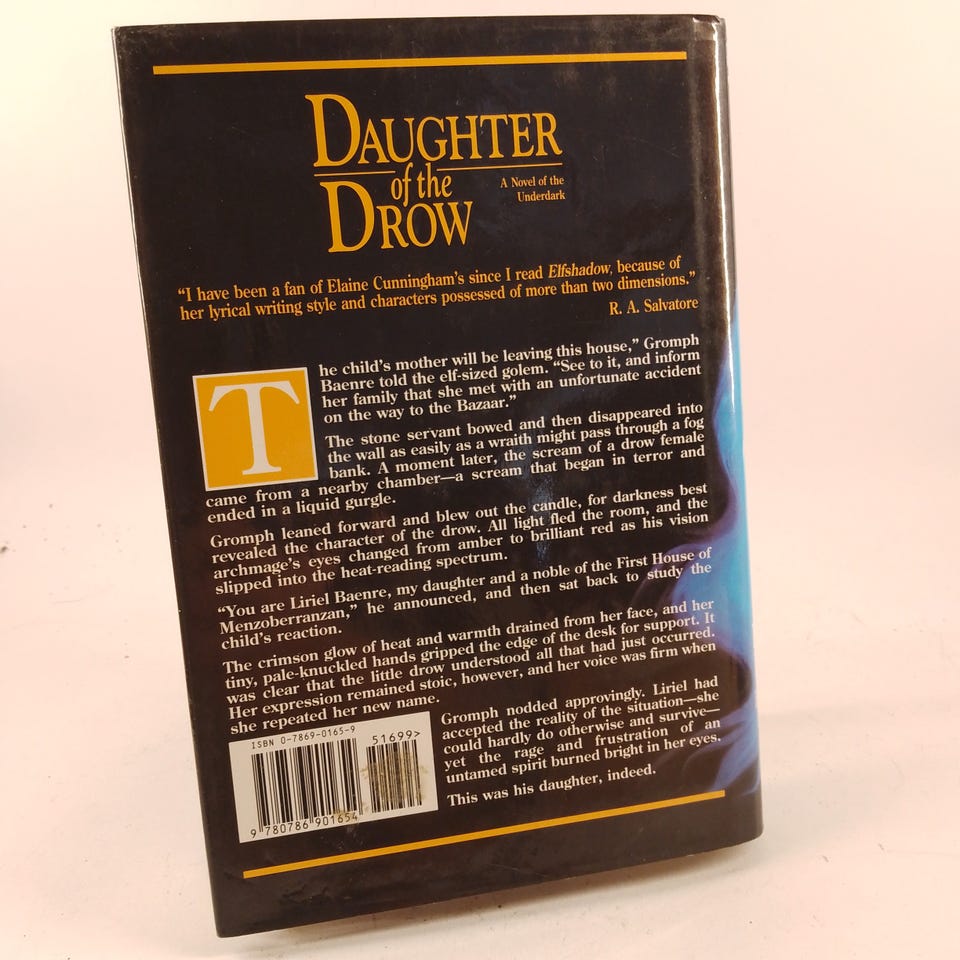 DAUGHTER
of the
DROW
A Novel of the
Underdark
“I have been a fan of Elaine Cunningham’s since I read Elfshadow, because of
her lyrical writing style and characters possessed of more than two dimensions.”
R. A. Salvatore
The child’s mother will be leaving this house,” Gromph
Baenre told the elf-sized golem. “See to it, and inform
her family that she met with an unfortunate accident
on the way to the Bazaar.”
The stone servant bowed and then disappeared into
the wall as easily as a wraith might pass through a fog
bank. A moment later, the scream of a drow female
came from a nearby chamber—a scream that began in terror and
ended in a liquid gurgle.
Gromph leaned forward and blew out the candle, for darkness best
revealed the character of the drow. All light fled the room, and the
archmage’s eyes changed from amber to brilliant red as his vision
slipped into the heat-reading spectrum.
“You are Liriel Baenre, my daughter and a noble of the First House of
Menzoberranzan,” he announced, and then sat back to study the
child’s reaction.
The crimson glow of heat and warmth drained from her face, and her
tiny, pale-knuckled hands gripped the edge of the desk for support. It
was clear that the little drow understood all that had just occurred.
Her expression remained stoic, however, and her voice was firm when
she repeated her new name.
Gromph nodded approvingly. Liriel had
accepted the reality of the situation—she
could hardly do otherwise and survive—
yet the rage and frustration of an
untamed spirit burned bright in her eyes.
This was his daughter, indeed.
ISBN 0-7869-0165-9
51699>
9 780786 901654